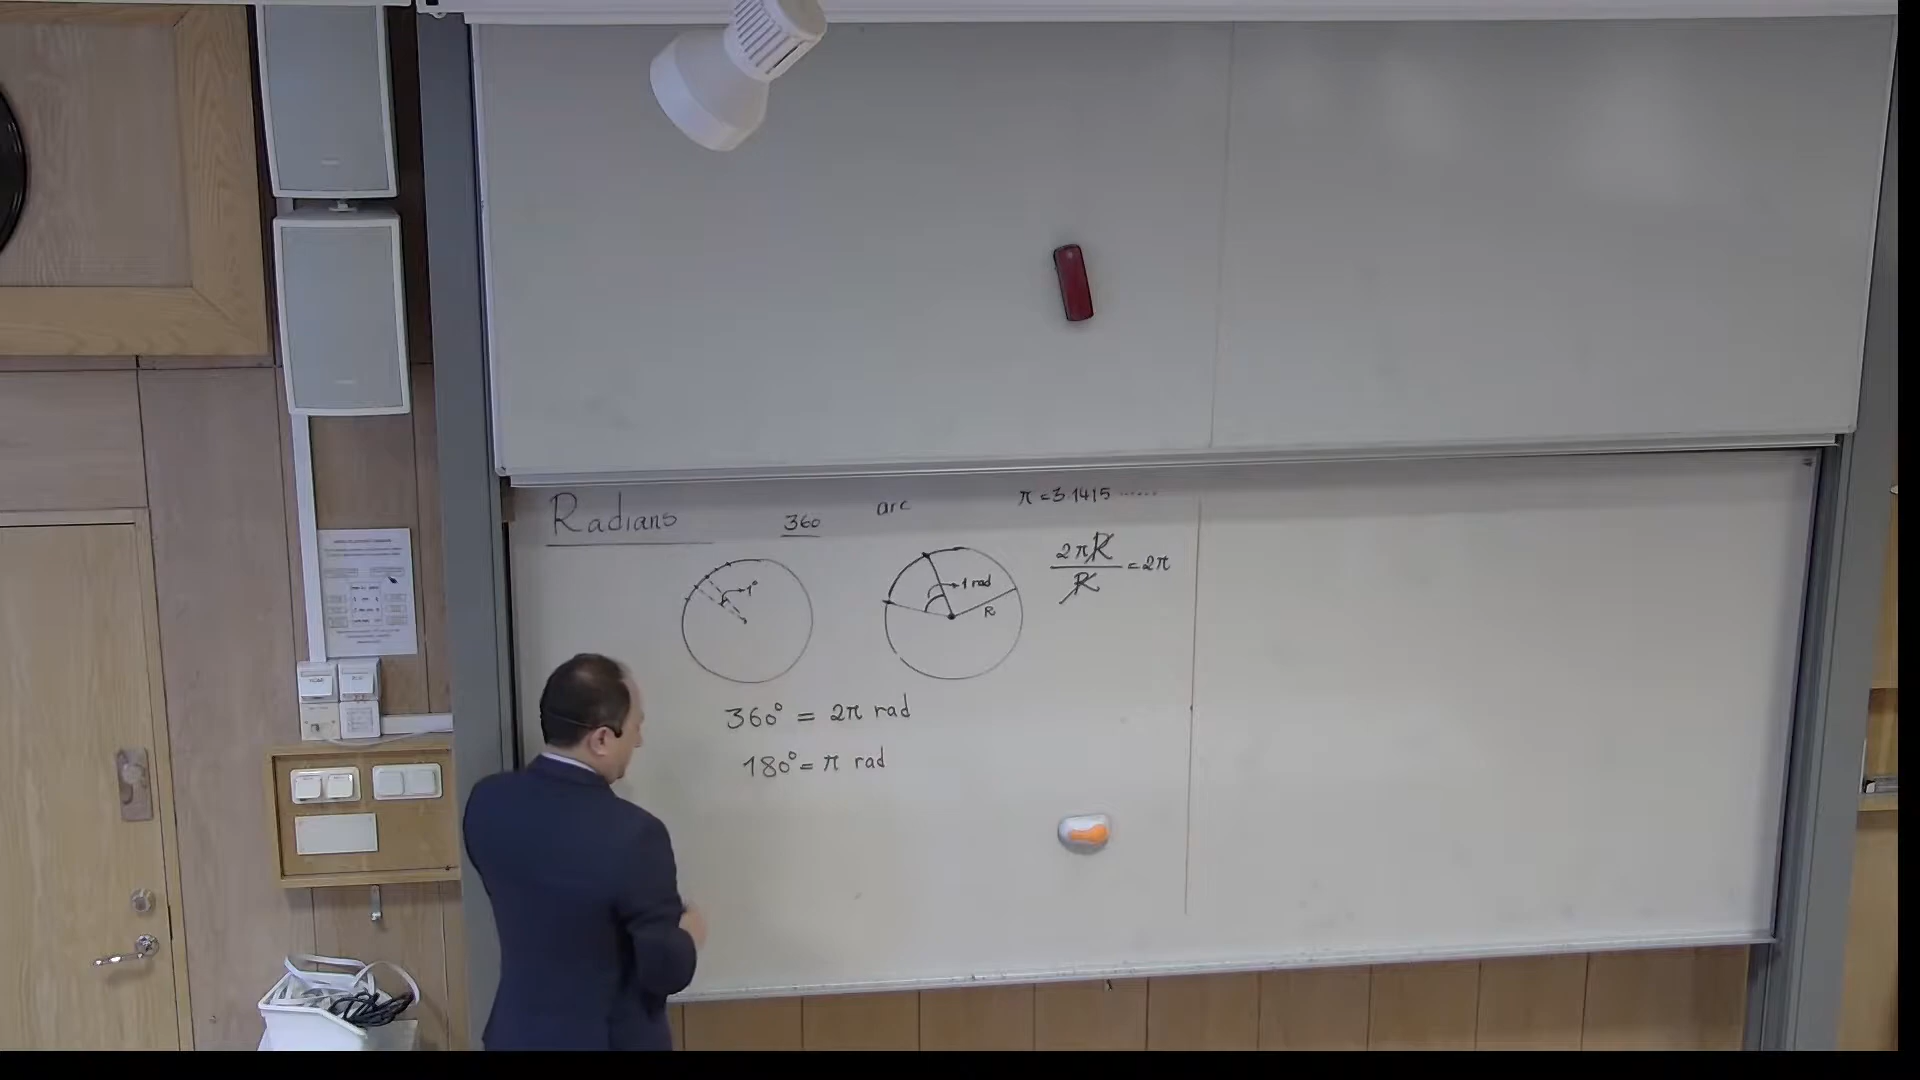 Radians
360
arc
π = 3.1415 ......
1°
1 rad
R
2πR / R = 2π
360° = 2π rad
180° = π rad